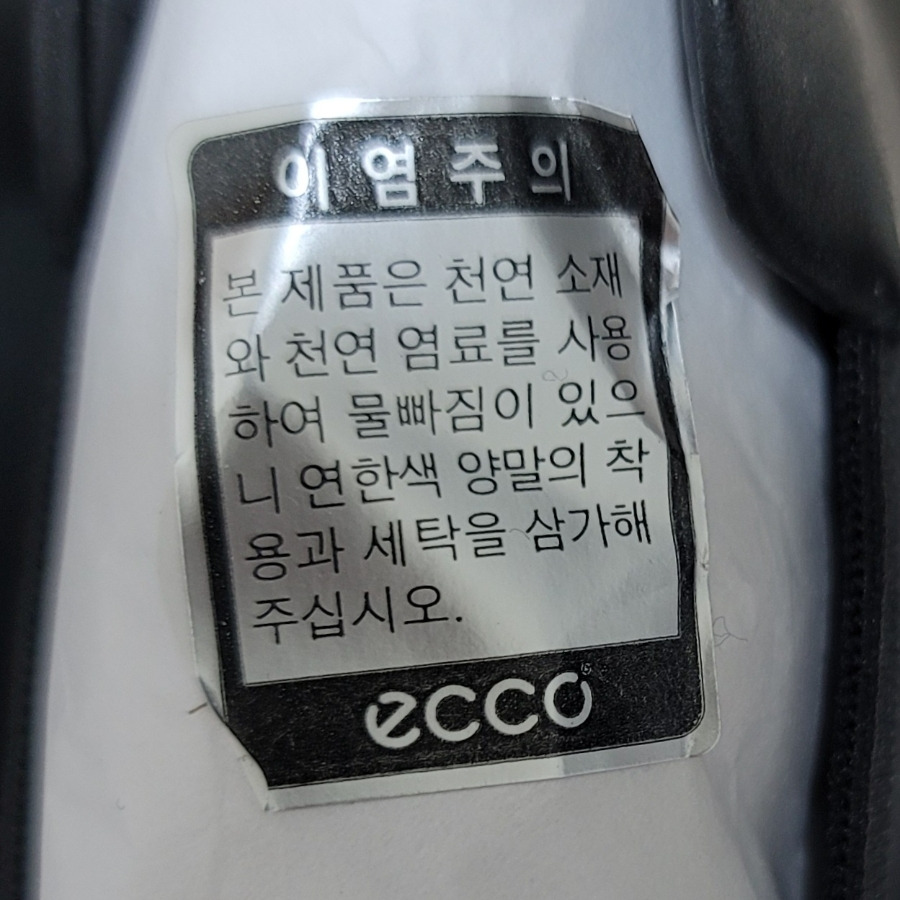 이염주의
본 제품은 천연 소재
와 천연 염료를 사용
하여 물빠짐이 있으
니 연한색 양말의 착
용과 세탁을 삼가해
주십시오.
ecco®